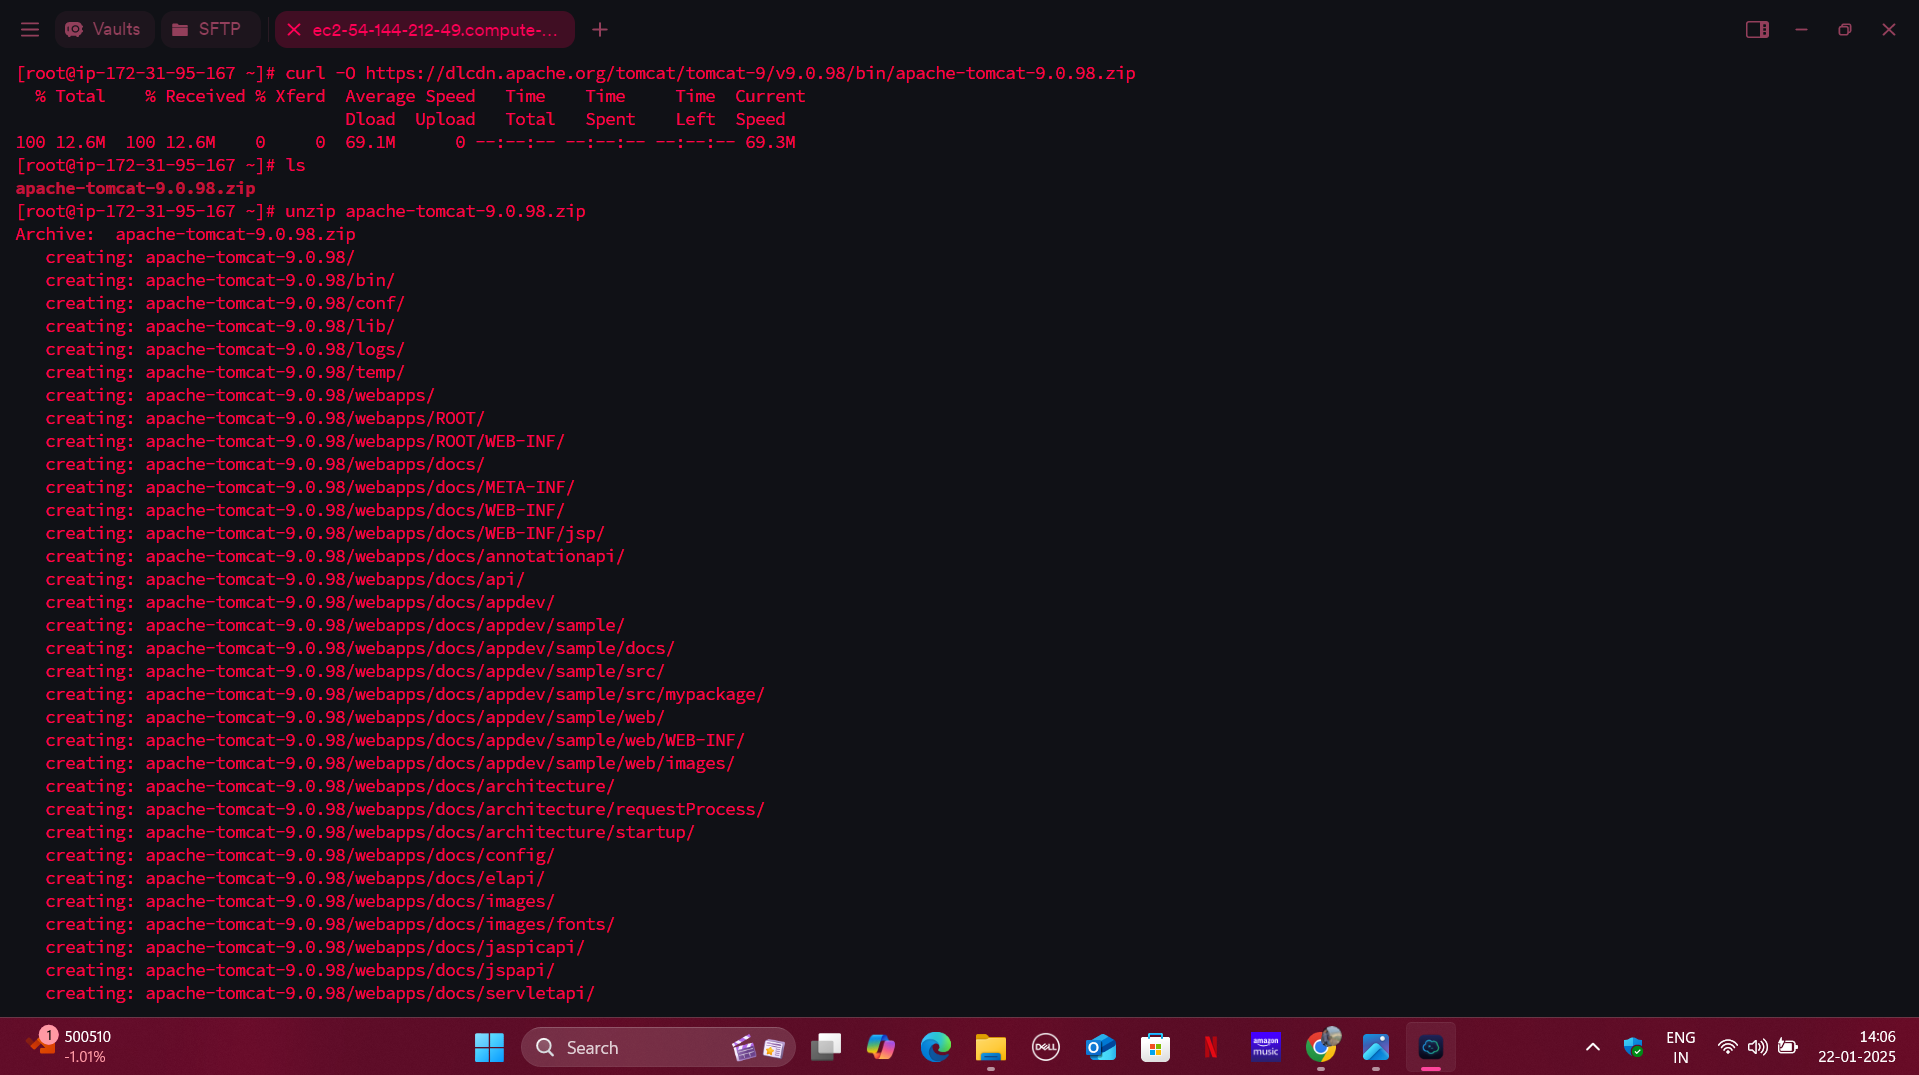 Vaults
SFTP
ec2-54-144-212-49.compute-...
[root@ip-172-31-95-167 ~]# curl -O https://dlcdn.apache.org/tomcat/tomcat-9/v9.0.98/bin/apache-tomcat-9.0.98.zip
% Total % Received % Xferd Average Speed Time Time Time Current
Dload Upload Total Spent Left Speed
100 12.6M 100 12.6M 0 0 69.1M 0 --:--:-- --:--:-- --:--:-- 69.3M
[root@ip-172-31-95-167 ~]# ls
apache-tomcat-9.0.98.zip
[root@ip-172-31-95-167 ~]# unzip apache-tomcat-9.0.98.zip
Archive: apache-tomcat-9.0.98.zip
creating: apache-tomcat-9.0.98/
creating: apache-tomcat-9.0.98/bin/
creating: apache-tomcat-9.0.98/conf/
creating: apache-tomcat-9.0.98/lib/
creating: apache-tomcat-9.0.98/logs/
creating: apache-tomcat-9.0.98/temp/
creating: apache-tomcat-9.0.98/webapps/
creating: apache-tomcat-9.0.98/webapps/ROOT/
creating: apache-tomcat-9.0.98/webapps/ROOT/WEB-INF/
creating: apache-tomcat-9.0.98/webapps/docs/
creating: apache-tomcat-9.0.98/webapps/docs/META-INF/
creating: apache-tomcat-9.0.98/webapps/docs/WEB-INF/
creating: apache-tomcat-9.0.98/webapps/docs/WEB-INF/jsp/
creating: apache-tomcat-9.0.98/webapps/docs/annotationapi/
creating: apache-tomcat-9.0.98/webapps/docs/api/
creating: apache-tomcat-9.0.98/webapps/docs/appdev/
creating: apache-tomcat-9.0.98/webapps/docs/appdev/sample/
creating: apache-tomcat-9.0.98/webapps/docs/appdev/sample/docs/
creating: apache-tomcat-9.0.98/webapps/docs/appdev/sample/src/
creating: apache-tomcat-9.0.98/webapps/docs/appdev/sample/src/mypackage/
creating: apache-tomcat-9.0.98/webapps/docs/appdev/sample/web/
creating: apache-tomcat-9.0.98/webapps/docs/appdev/sample/web/WEB-INF/
creating: apache-tomcat-9.0.98/webapps/docs/appdev/sample/web/images/
creating: apache-tomcat-9.0.98/webapps/docs/architecture/
creating: apache-tomcat-9.0.98/webapps/docs/architecture/requestProcess/
creating: apache-tomcat-9.0.98/webapps/docs/architecture/startup/
creating: apache-tomcat-9.0.98/webapps/docs/config/
creating: apache-tomcat-9.0.98/webapps/docs/elapi/
creating: apache-tomcat-9.0.98/webapps/docs/images/
creating: apache-tomcat-9.0.98/webapps/docs/images/fonts/
creating: apache-tomcat-9.0.98/webapps/docs/jaspicapi/
creating: apache-tomcat-9.0.98/webapps/docs/jspapi/
creating: apache-tomcat-9.0.98/webapps/docs/servletapi/
1
500510
-1.01%
Search
DELL
amazon music
ENG
IN
14:06
22-01-2025